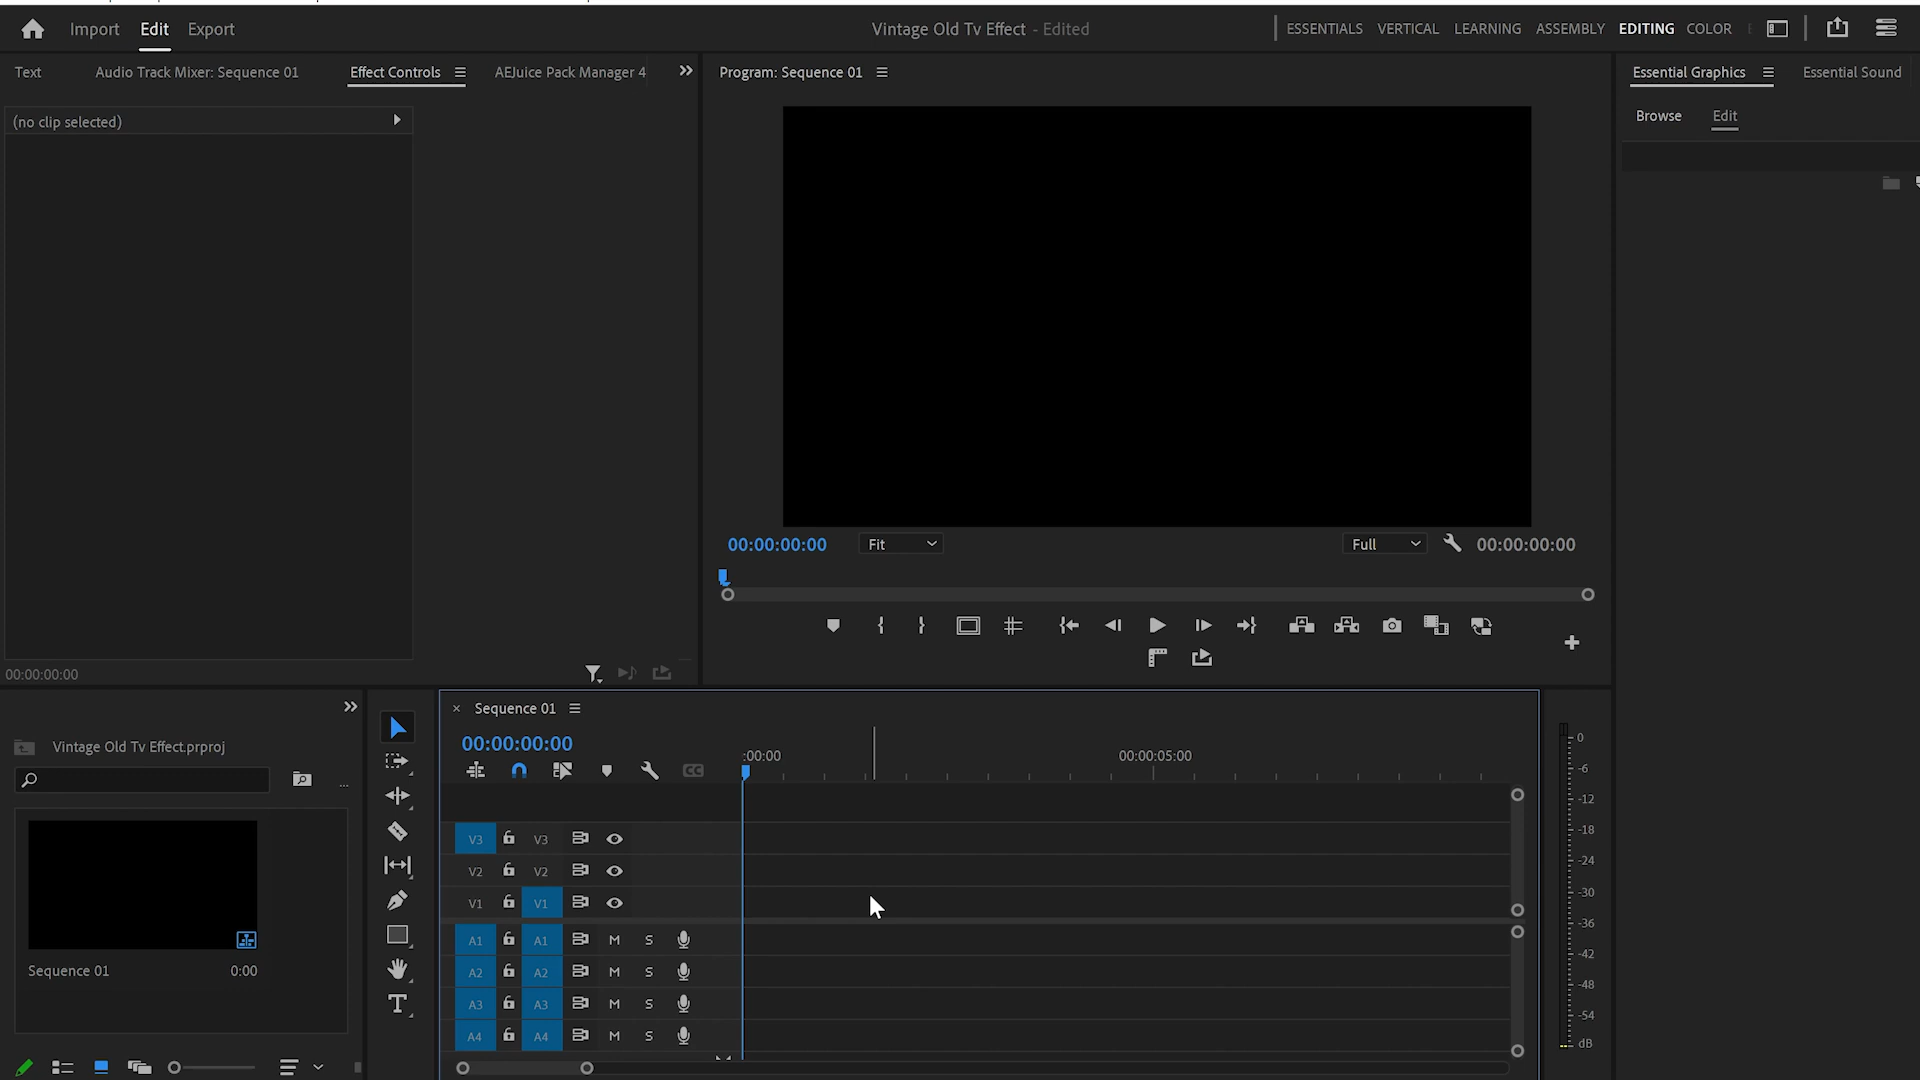 Import Edit Export
Vintage Old Tv Effect - Edited
ESSENTIALS VERTICAL LEARNING ASSEMBLY EDITING COLOR
Text Audio Track Mixer: Sequence 01 Effect Controls AEJuice Pack Manager 4
Program: Sequence 01
Essential Graphics Essential Sound
Browse Edit
(no clip selected)
00:00:00:00 Fit Full 00:00:00:00
00:00:00:00
Vintage Old Tv Effect.prproj
Sequence 01 0:00
Sequence 01
00:00:00:00
:00:00 00:00:05:00
CC
V3 V3
V2 V2
V1 V1
A1 A1 M S
A2 A2 M S
A3 A3 M S
A4 A4 M S
0
-6
-12
-18
-24
-30
-36
-42
-48
-54
dB